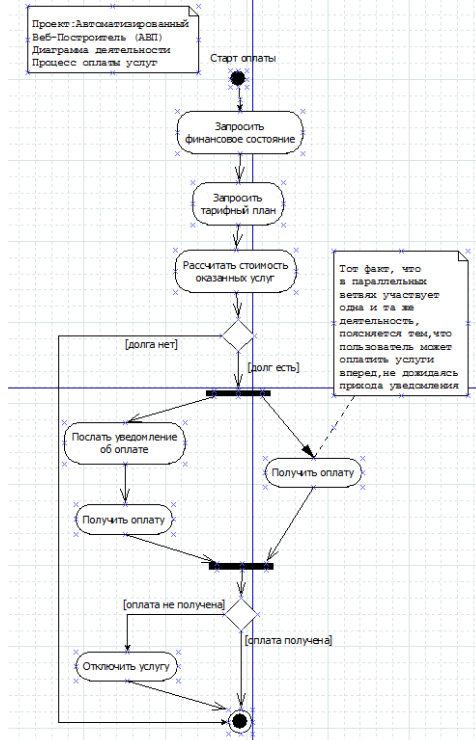 Проект:Автоматизированный
Веб-Построитель (АВП)
Диаграмма деятельности
Процесс оплаты услуг
Старт оплаты
Запросить
финансовое состояние
Запросить
тарифный план
Рассчитать стоимость
оказанных услуг
Тот факт, что
в параллельных
ветвях участвует
одна и та же
деятельность,
поясняется тем,что
пользователь может
оплатить услуги
вперед,не дожидаясь
прихода уведомления
[долга нет]
[долг есть]
Послать уведомление
об оплате
Получить оплату
Получить оплату
[оплата не получена]
[оплата получена]
Отключить услугу